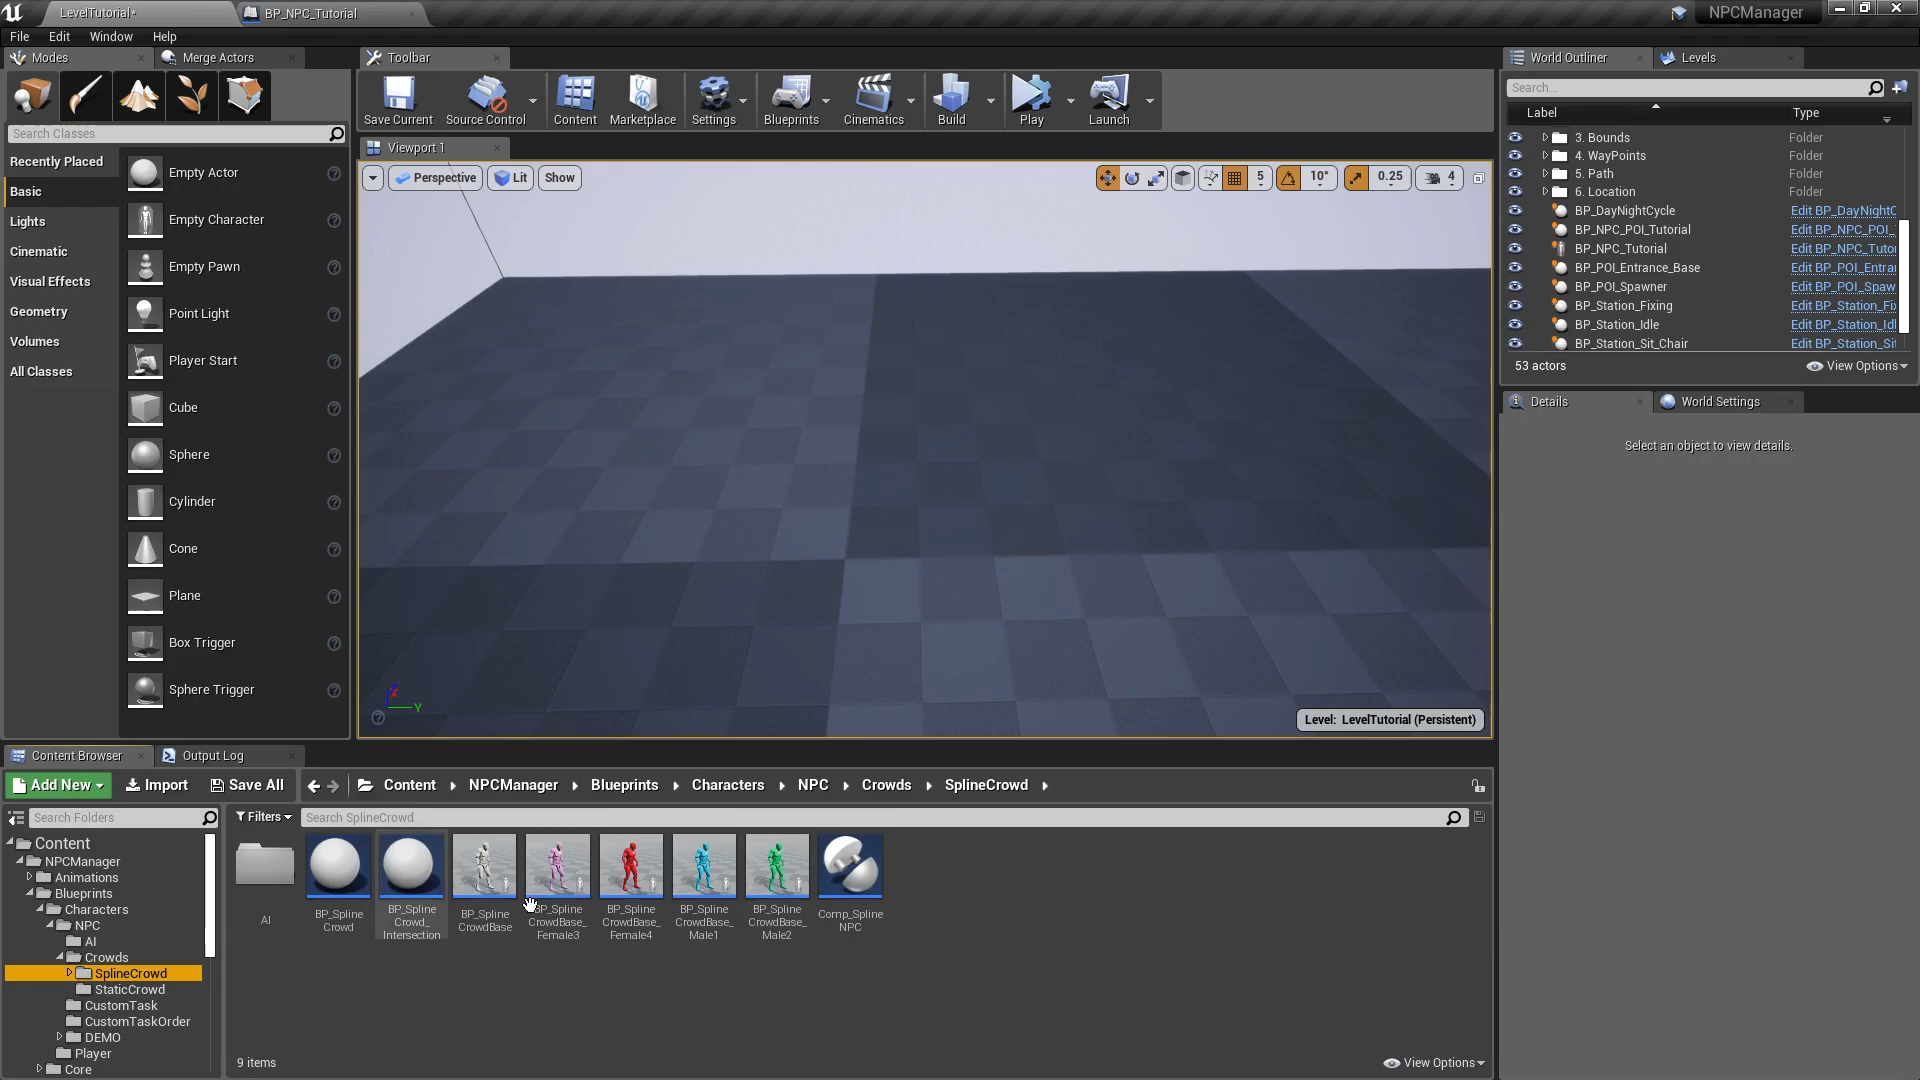 LevelTutorial*
BP_NPC_Tutorial
NPCManager
File Edit Window Help
Modes
Merge Actors
Toolbar
World Outliner
Levels
Save Current
Source Control
Content
Marketplace
Settings
Blueprints
Cinematics
Build
Play
Launch
Search Classes
Recently Placed
Basic
Lights
Cinematic
Visual Effects
Geometry
Volumes
All Classes
Empty Actor
Empty Character
Empty Pawn
Point Light
Player Start
Cube
Sphere
Cylinder
Cone
Plane
Box Trigger
Sphere Trigger
Viewport 1
Perspective
Lit
Show
5
10°
0.25
4
X
Y
Level: LevelTutorial (Persistent)
Search...
Label Type
3. Bounds Folder
4. WayPoints Folder
5. Path Folder
6. Location Folder
BP_DayNightCycle Edit BP_DayNightC
BP_NPC_POI_Tutorial Edit BP_NPC_POI_
BP_NPC_Tutorial Edit BP_NPC_Tuto
BP_POI_Entrance_Base Edit BP_POI_Entra
BP_POI_Spawner Edit BP_POI_Spaw
BP_Station_Fixing Edit BP_Station_Fi
BP_Station_Idle Edit BP_Station_Idl
BP_Station_Sit_Chair Edit BP_Station_Si
53 actors
View Options
Details
World Settings
Select an object to view details.
Content Browser
Output Log
Add New
Import
Save All
Content
NPCManager
Blueprints
Characters
NPC
Crowds
SplineCrowd
Search Folders
Filters
Search SplineCrowd
Content
NPCManager
Animations
Blueprints
Characters
NPC
AI
Crowds
SplineCrowd
StaticCrowd
CustomTask
CustomTaskOrder
DEMO
Player
Core
AI
BP_Spline
Crowd
BP_Spline
Crowd_
Intersection
BP_Spline
CrowdBase
BP_Spline
CrowdBase_
Female3
BP_Spline
CrowdBase_
Female4
BP_Spline
CrowdBase_
Male1
BP_Spline
CrowdBase_
Male2
Comp_Spline
NPC
9 items
View Options